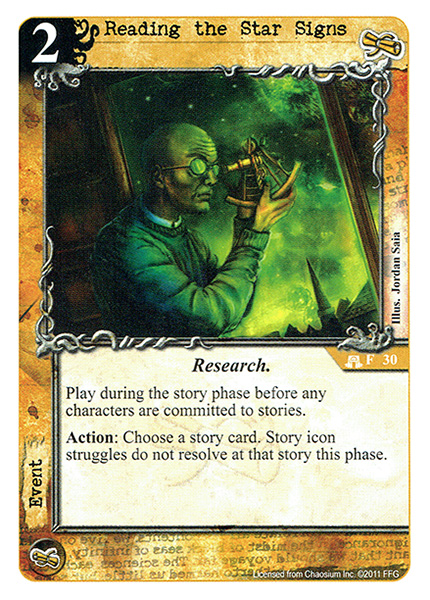 2
Reading the Star Signs
Illus. Jordan Saia
Research.
F 30
Play during the story phase before any
characters are committed to stories.
Action: Choose a story card. Story icon
struggles do not resolve at that story this phase.
Event
Licensed from Chaosium Inc. ©2011 FFG